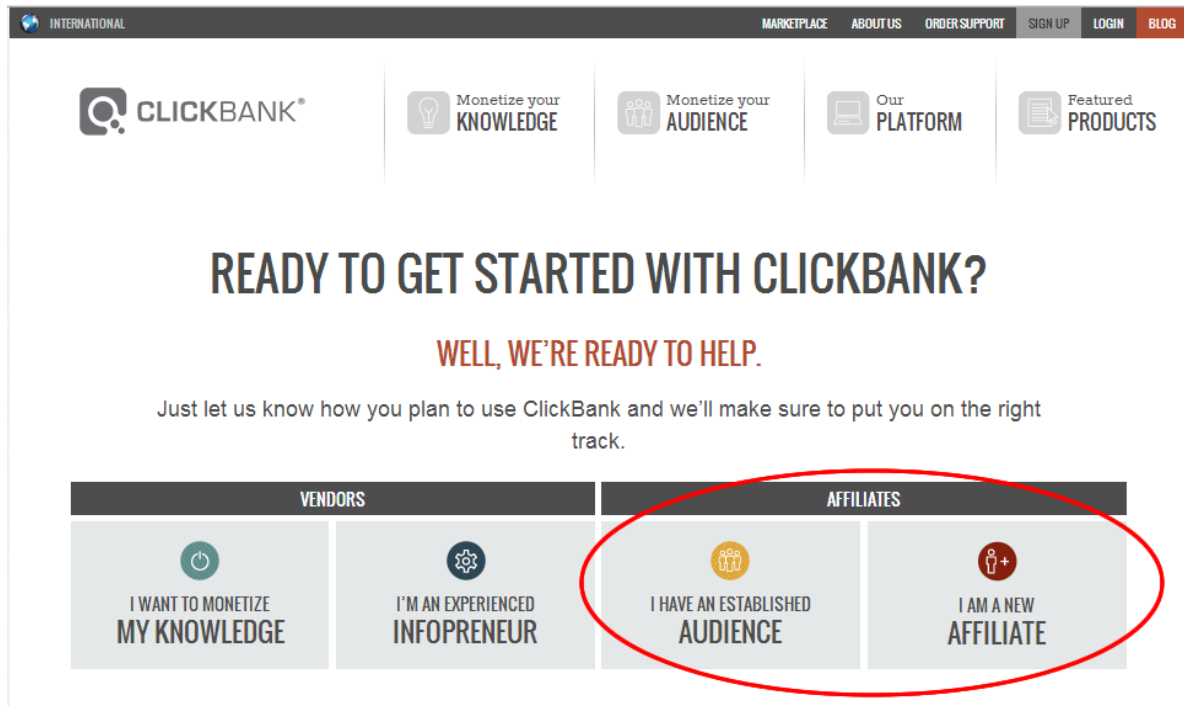 INTERNATIONAL
MARKETPLACE ABOUT US ORDER SUPPORT SIGN UP LOGIN BLOG
CLICKBANK®
Monetize your
KNOWLEDGE
Monetize your
AUDIENCE
Our
PLATFORM
Featured
PRODUCTS
READY TO GET STARTED WITH CLICKBANK?
WELL, WE'RE READY TO HELP.
Just let us know how you plan to use ClickBank and we'll make sure to put you on the right
track.
VENDORS
AFFILIATES
I WANT TO MONETIZE
MY KNOWLEDGE
I'M AN EXPERIENCED
INFOPRENEUR
I HAVE AN ESTABLISHED
AUDIENCE
I AM A NEW
AFFILIATE